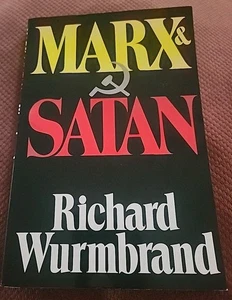 MARX &
SATAN
Richard
Wurmbrand